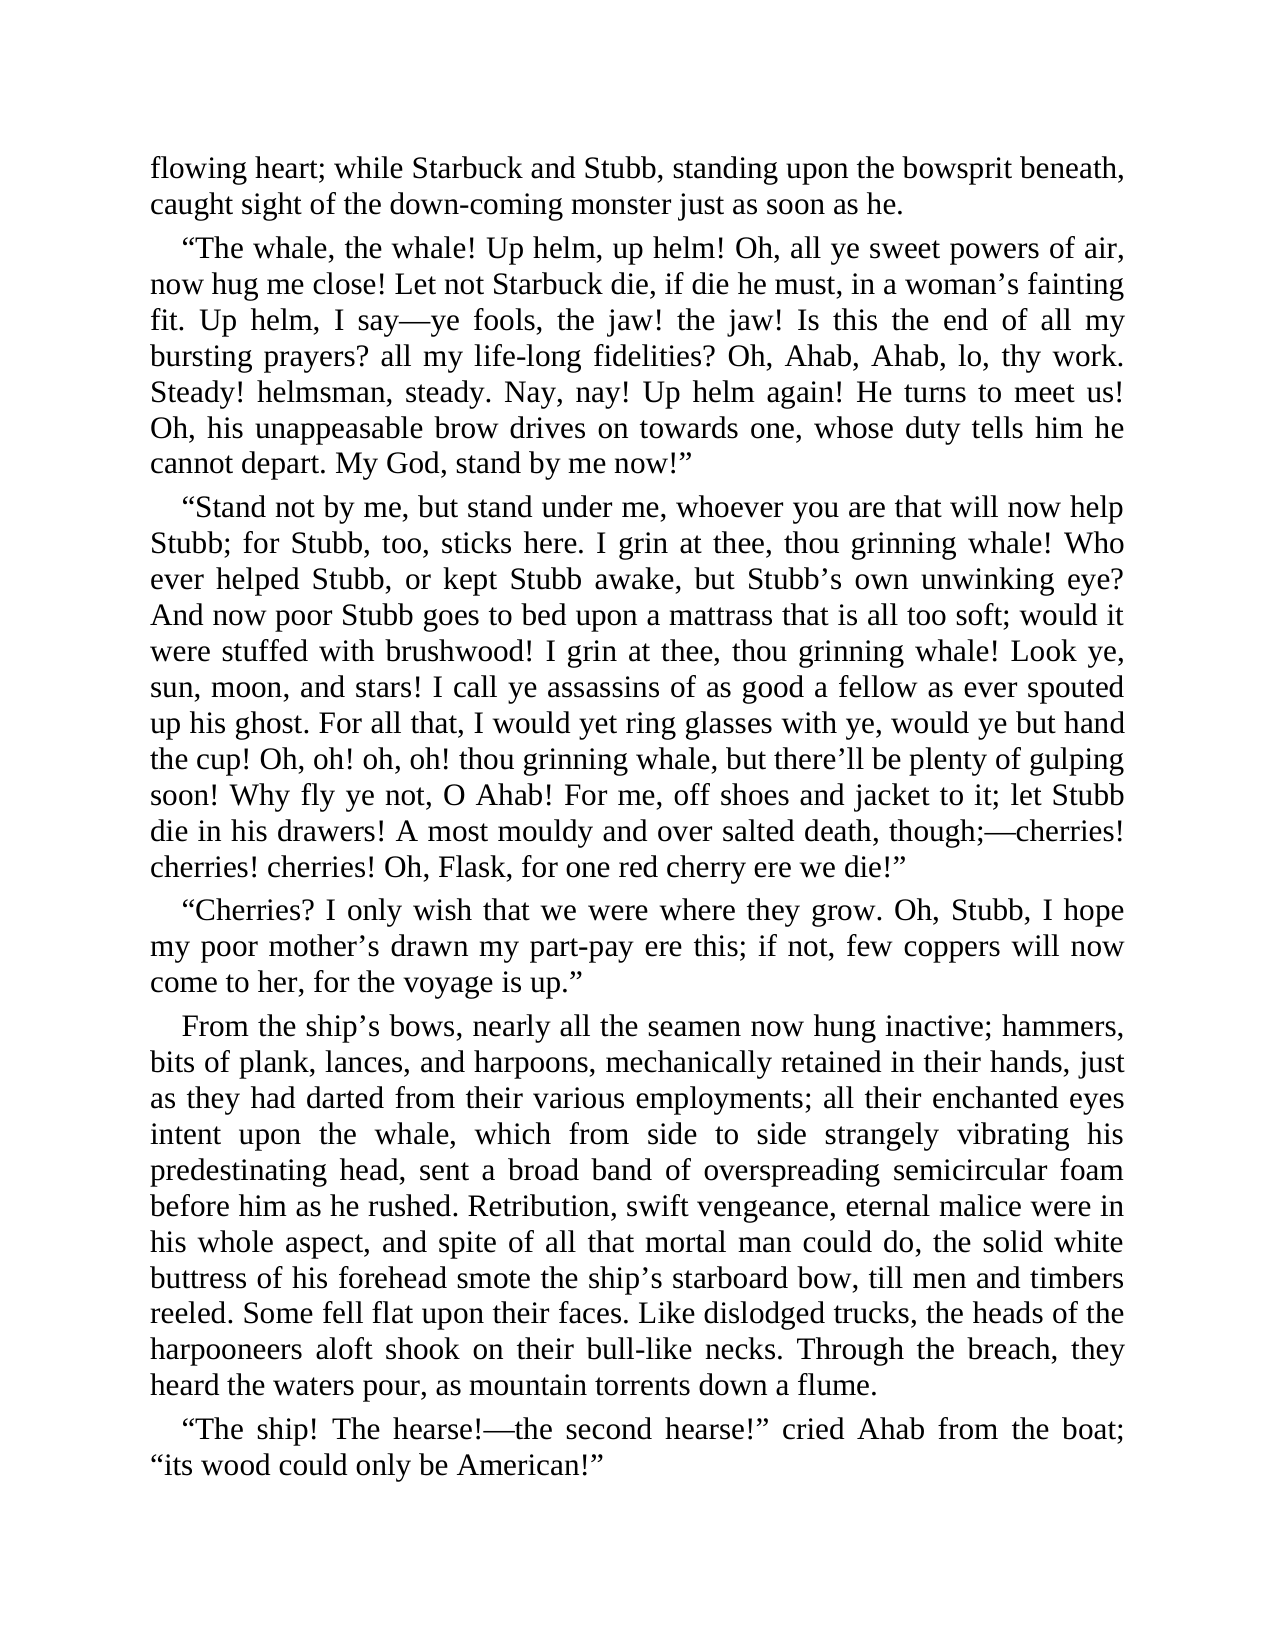 flowing heart; while Starbuck and Stubb, standing upon the bowsprit beneath,
caught sight of the down-coming monster just as soon as he.
“The whale, the whale! Up helm, up helm! Oh, all ye sweet powers of air,
now hug me close! Let not Starbuck die, if die he must, in a woman’s fainting
fit. Up helm, I say—ye fools, the jaw! the jaw! Is this the end of all my
bursting prayers? all my life-long fidelities? Oh, Ahab, Ahab, lo, thy work.
Steady! helmsman, steady. Nay, nay! Up helm again! He turns to meet us!
Oh, his unappeasable brow drives on towards one, whose duty tells him he
cannot depart. My God, stand by me now!”
“Stand not by me, but stand under me, whoever you are that will now help
Stubb; for Stubb, too, sticks here. I grin at thee, thou grinning whale! Who
ever helped Stubb, or kept Stubb awake, but Stubb’s own unwinking eye?
And now poor Stubb goes to bed upon a mattrass that is all too soft; would it
were stuffed with brushwood! I grin at thee, thou grinning whale! Look ye,
sun, moon, and stars! I call ye assassins of as good a fellow as ever spouted
up his ghost. For all that, I would yet ring glasses with ye, would ye but hand
the cup! Oh, oh! oh, oh! thou grinning whale, but there’ll be plenty of gulping
soon! Why fly ye not, O Ahab! For me, off shoes and jacket to it; let Stubb
die in his drawers! A most mouldy and over salted death, though;—cherries!
cherries! cherries! Oh, Flask, for one red cherry ere we die!”
“Cherries? I only wish that we were where they grow. Oh, Stubb, I hope
my poor mother’s drawn my part-pay ere this; if not, few coppers will now
come to her, for the voyage is up.”
From the ship’s bows, nearly all the seamen now hung inactive; hammers,
bits of plank, lances, and harpoons, mechanically retained in their hands, just
as they had darted from their various employments; all their enchanted eyes
intent upon the whale, which from side to side strangely vibrating his
predestinating head, sent a broad band of overspreading semicircular foam
before him as he rushed. Retribution, swift vengeance, eternal malice were in
his whole aspect, and spite of all that mortal man could do, the solid white
buttress of his forehead smote the ship’s starboard bow, till men and timbers
reeled. Some fell flat upon their faces. Like dislodged trucks, the heads of the
harpooneers aloft shook on their bull-like necks. Through the breach, they
heard the waters pour, as mountain torrents down a flume.
“The ship! The hearse!—the second hearse!” cried Ahab from the boat;
“its wood could only be American!”